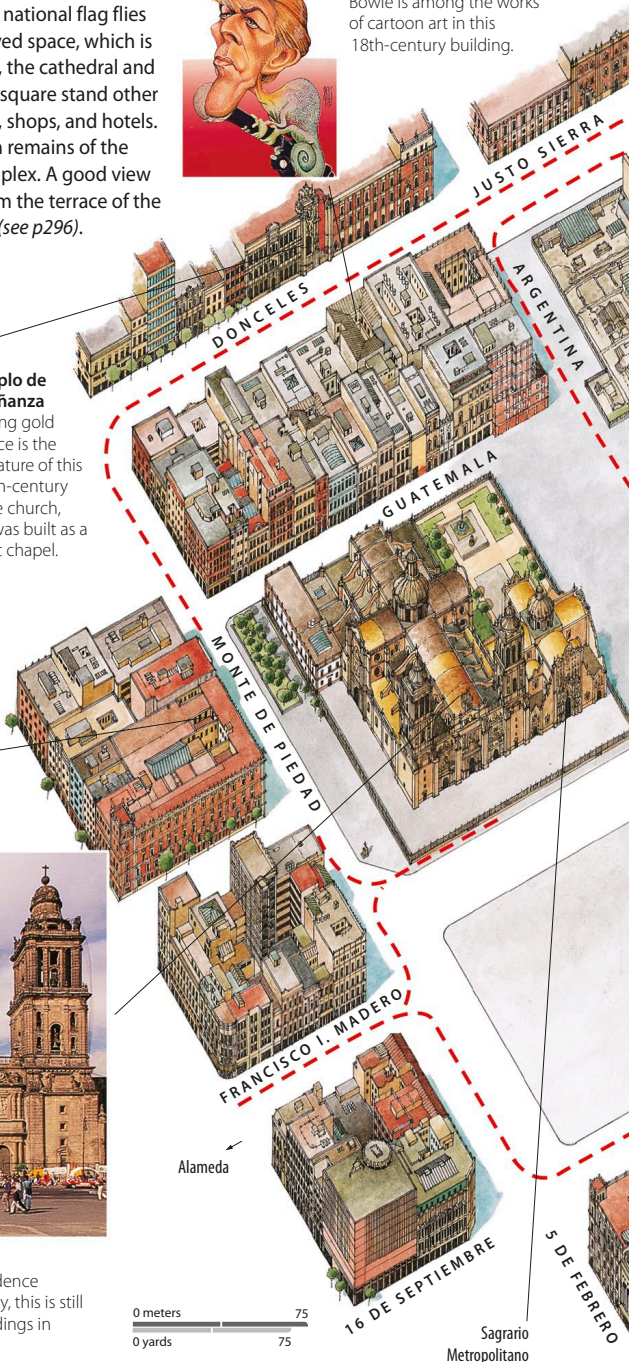 national flag flies
ved space, which is
, the cathedral and
square stand other
, shops, and hotels.
remains of the
plex. A good view
m the terrace of the
(see p296).
Bowie is among the works
of cartoon art in this
18th-century building.
JUSTO SIERRA
DONCELES
ARGENTINA
plo de
ñanza
ng gold
ce is the
ature of this
h-century
e church,
was built as a
t chapel.
GUATEMALA
MONTE DE PIEDAD
FRANCISCO I. MADERO
Alameda
16 DE SEPTIEMBRE
5 DE FEBRERO
dence
y, this is still
dings in
0 meters 75
0 yards 75
Sagrario
Metropolitano